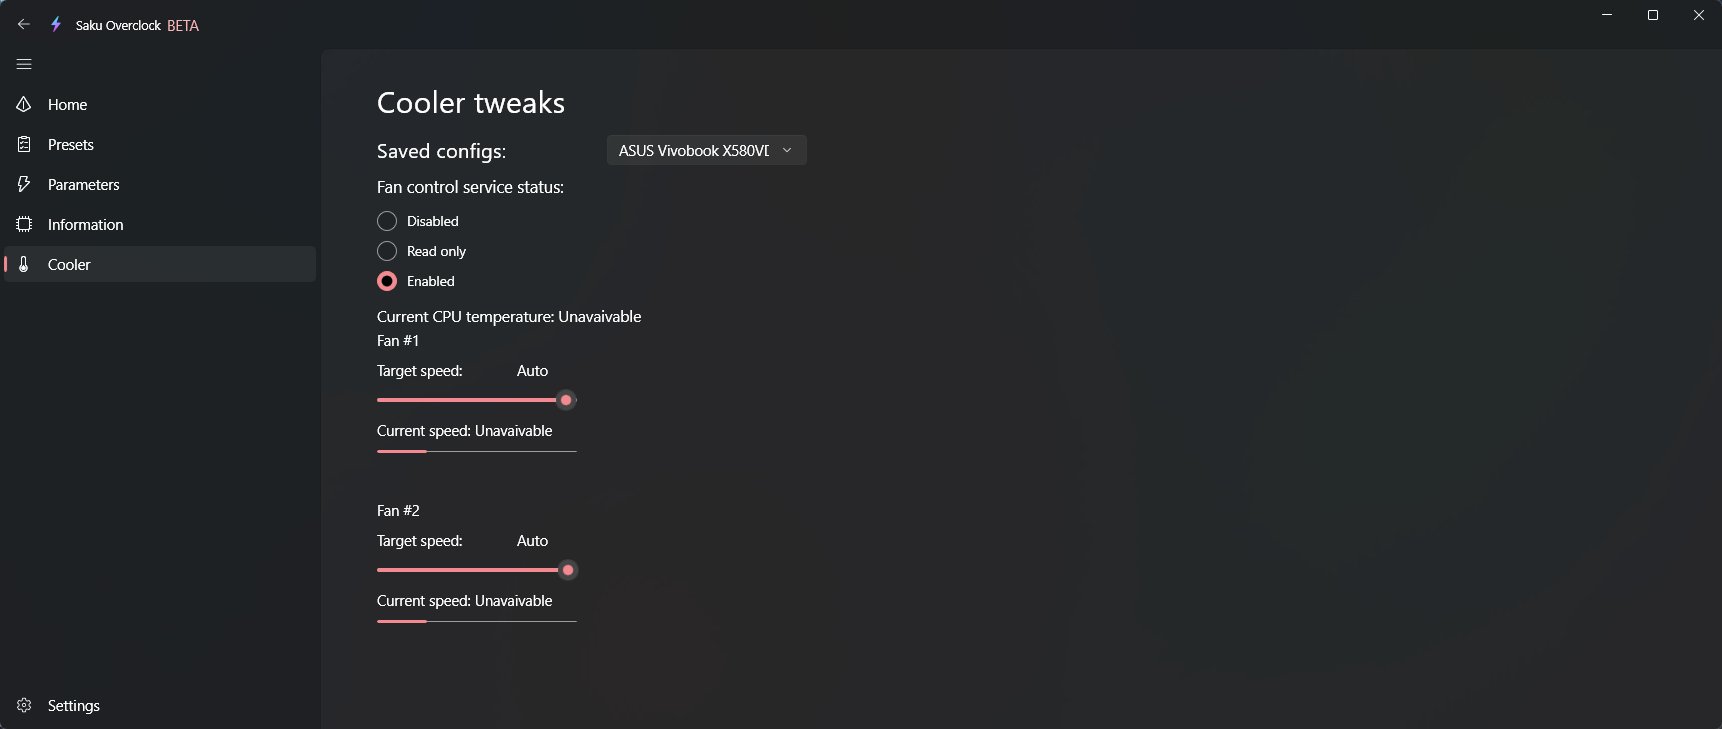 Saku Overclock BETA
Home
Presets
Parameters
Information
Cooler
Settings
Cooler tweaks
Saved configs: ASUS Vivobook X580V
Fan control service status:
Disabled
Read only
Enabled
Current CPU temperature: Unavaivable
Fan #1
Target speed: Auto
Current speed: Unavaivable
Fan #2
Target speed: Auto
Current speed: Unavaivable